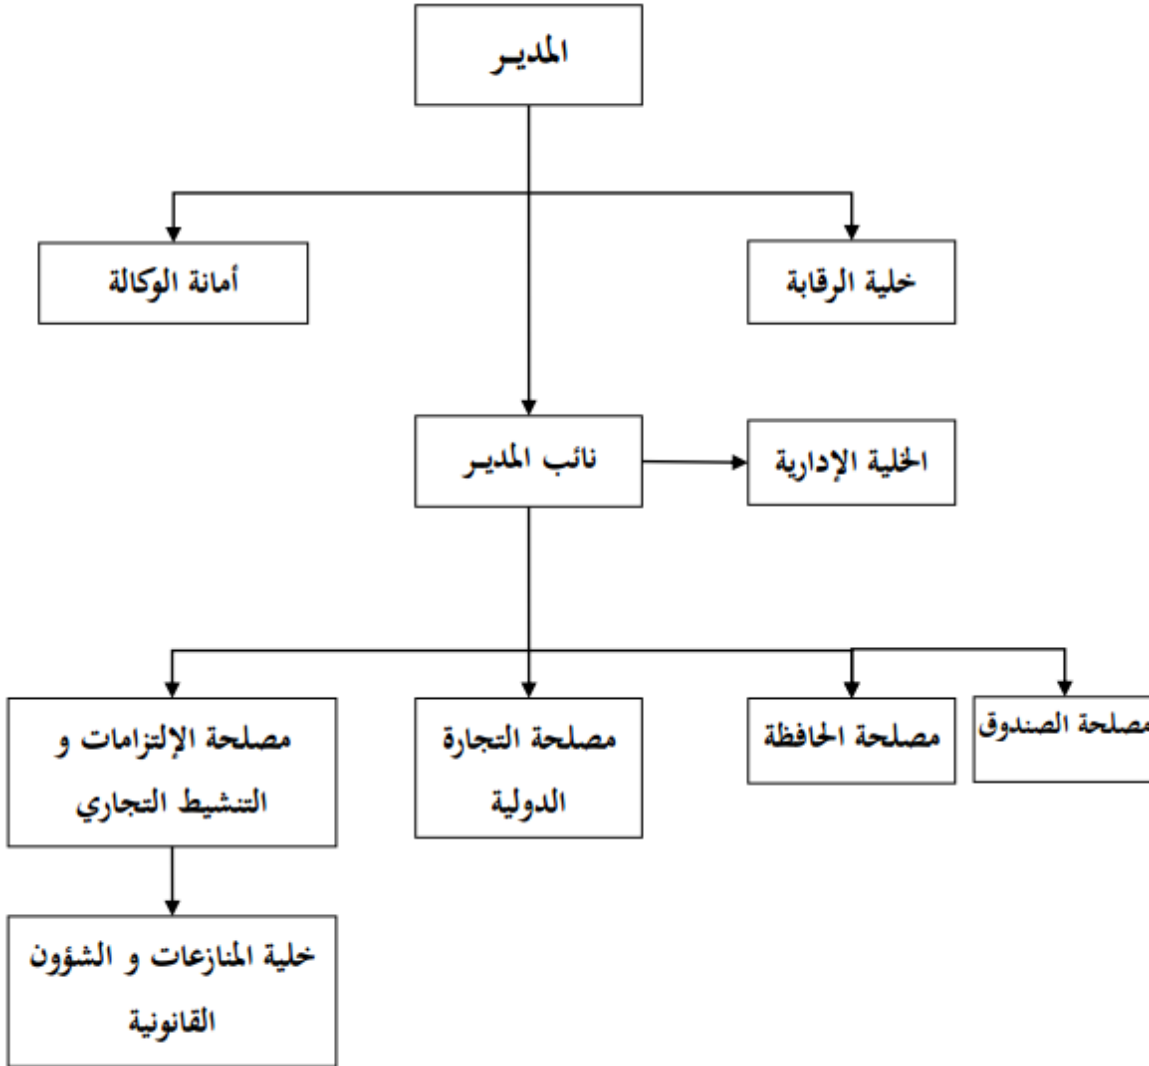 المديـر
خلية الرقابة
أمانة الوكالة
نائب المديـر
الخلية الإدارية
مصلحة الصندوق
مصلحة الحافظة
مصلحة التجارة
الدولية
مصلحة الإلتزامات و
التنشيط التجاري
خلية المنازعات و الشؤون
القانونية